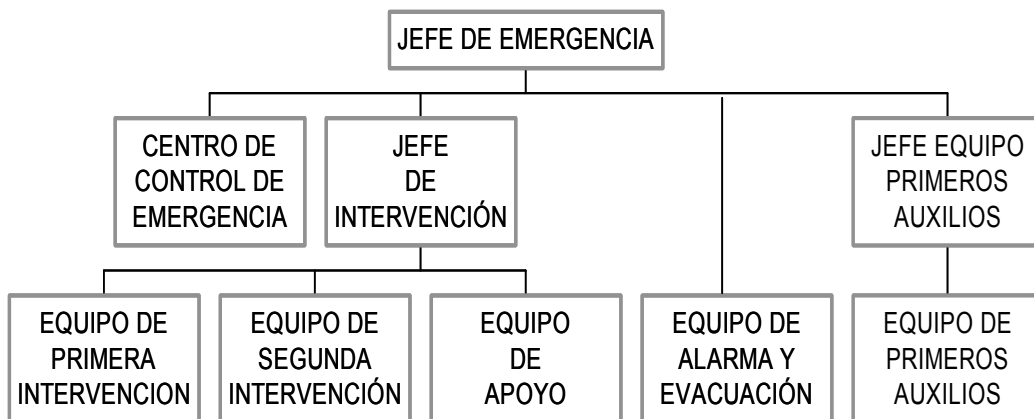 JEFE DE EMERGENCIA
CENTRO DE
CONTROL DE
EMERGENCIA
JEFE
DE
INTERVENCIÓN
JEFE EQUIPO
PRIMEROS
AUXILIOS
EQUIPO DE
PRIMERA
INTERVENCION
EQUIPO DE
SEGUNDA
INTERVENCIÓN
EQUIPO
DE
APOYO
EQUIPO DE
ALARMA Y
EVACUACIÓN
EQUIPO DE
PRIMEROS
AUXILIOS